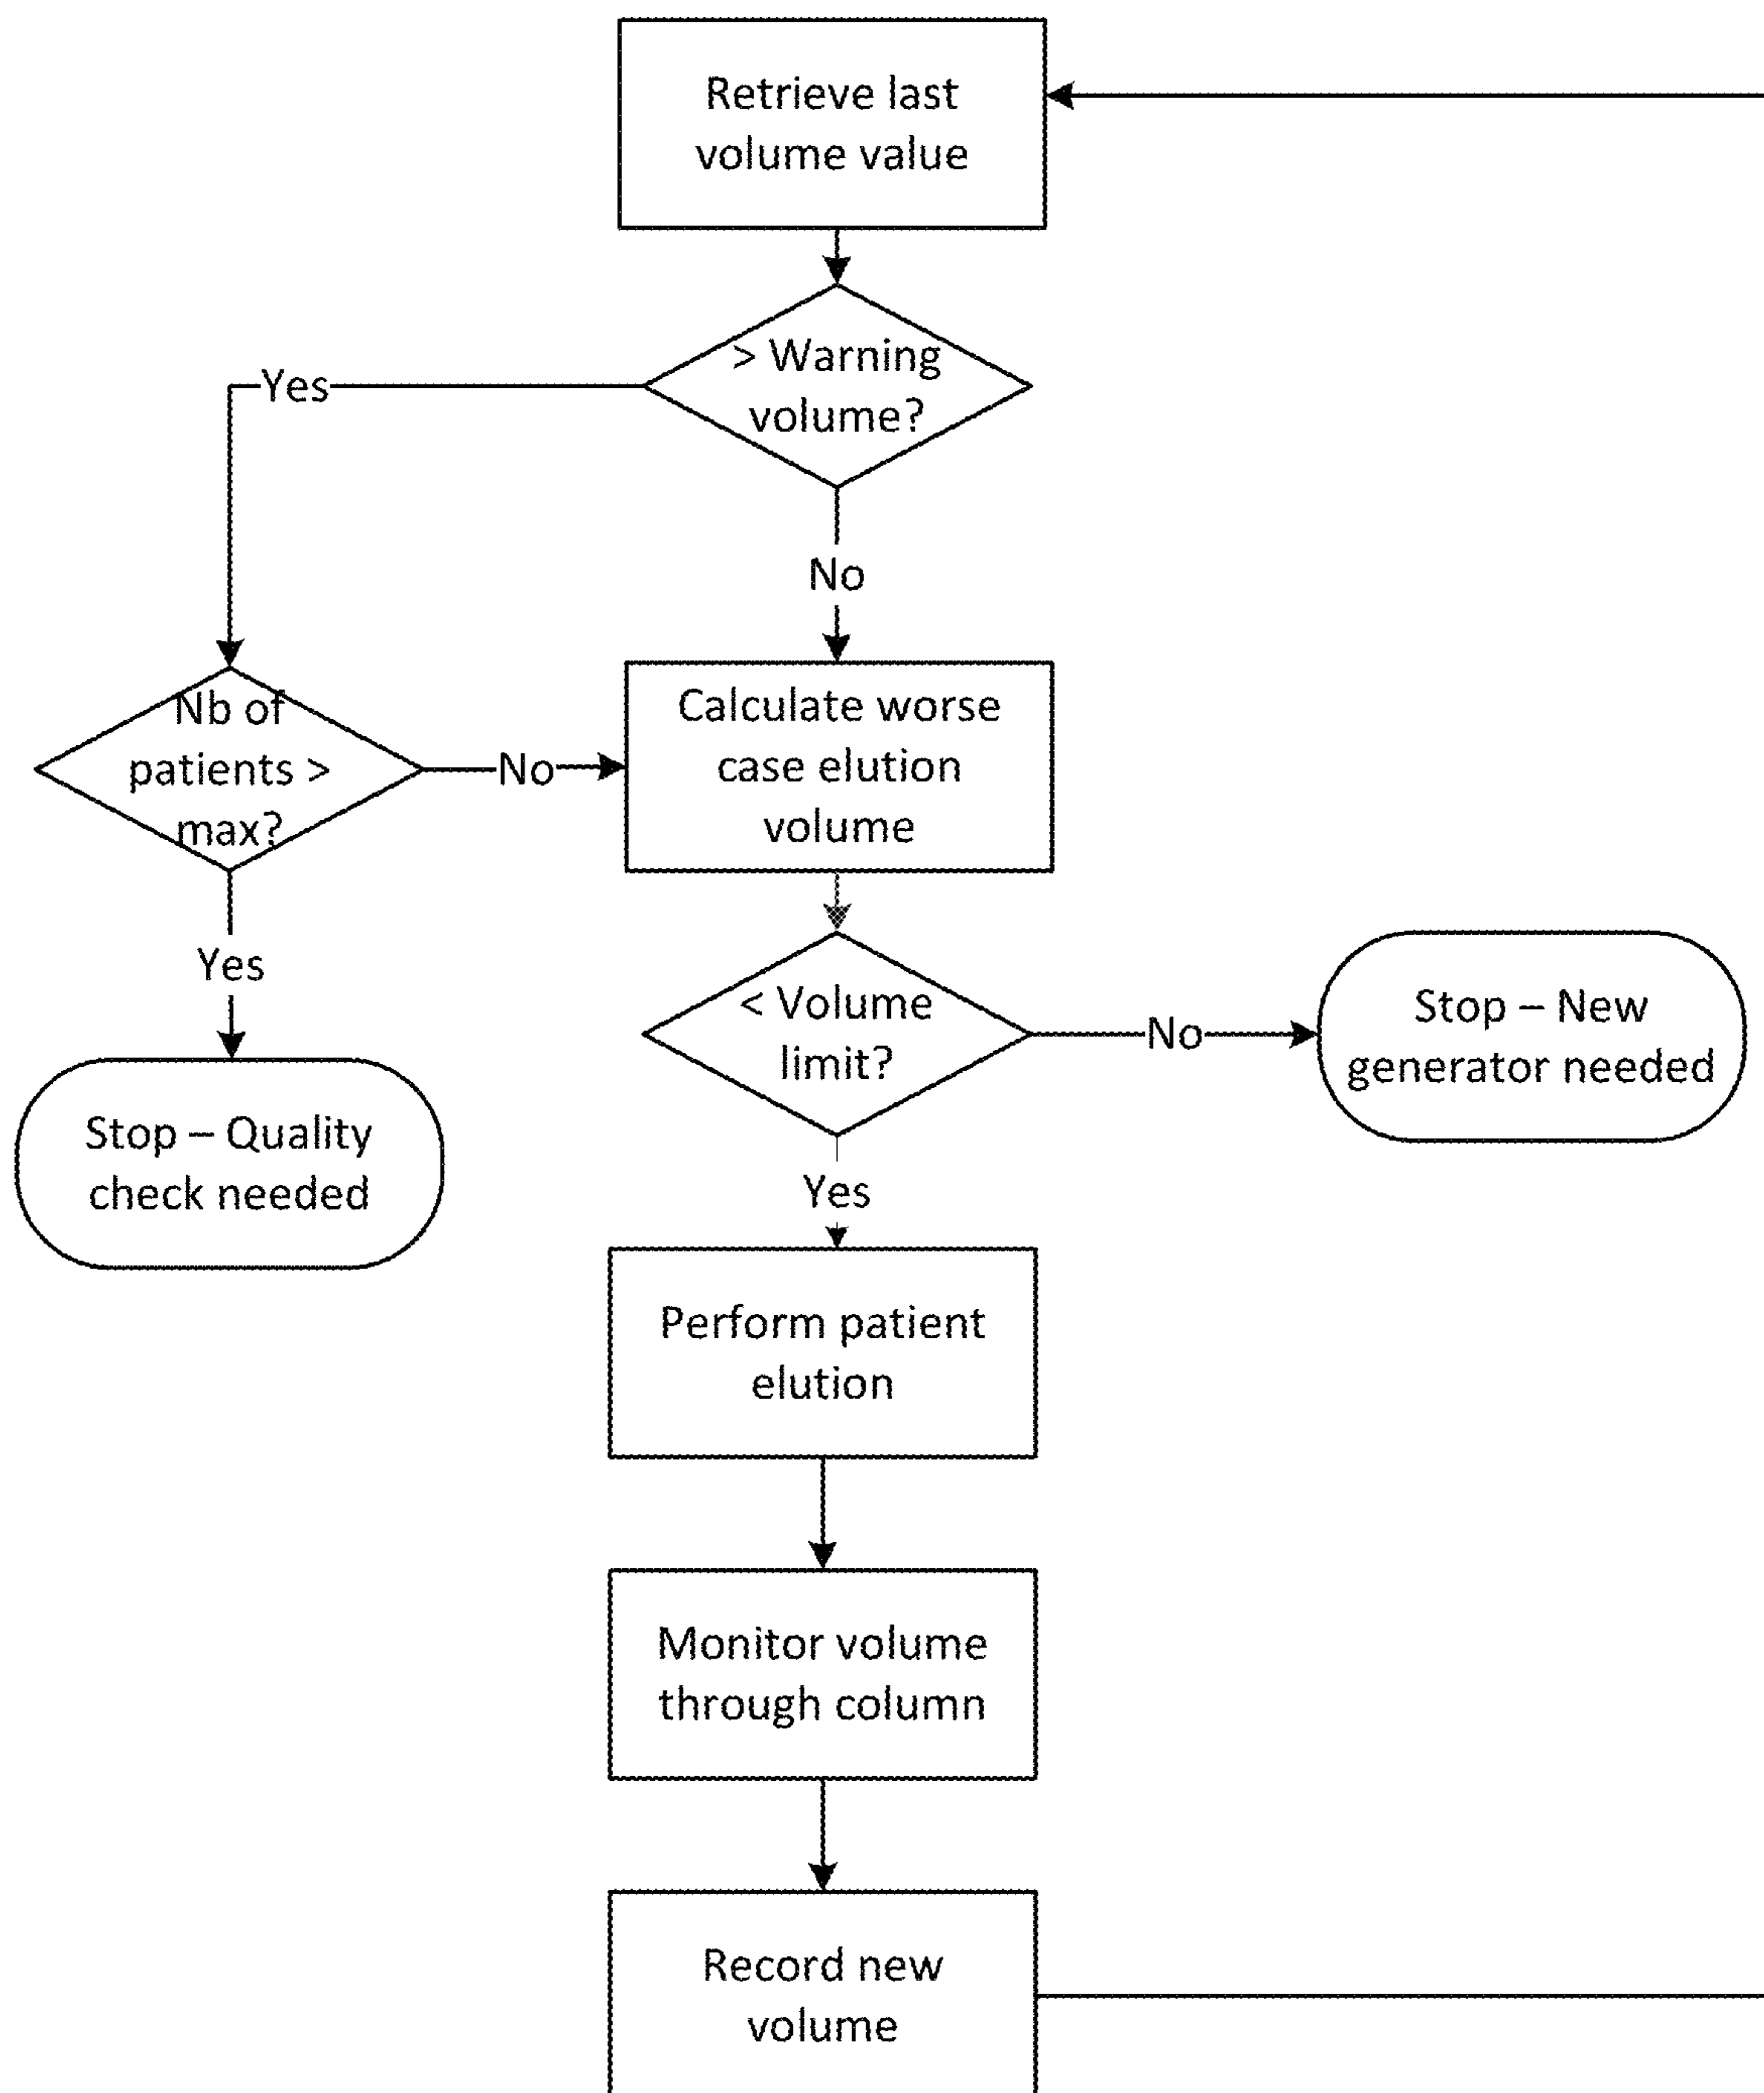 Retrieve last
volume value
> Warning
volume?
Yes
No
Nb of
patients >
max?
No
Calculate worse
case elution
volume
Yes
< Volume
limit?
No
Stop – New
generator needed
Stop – Quality
check needed
Yes
Perform patient
elution
Monitor volume
through column
Record new
volume